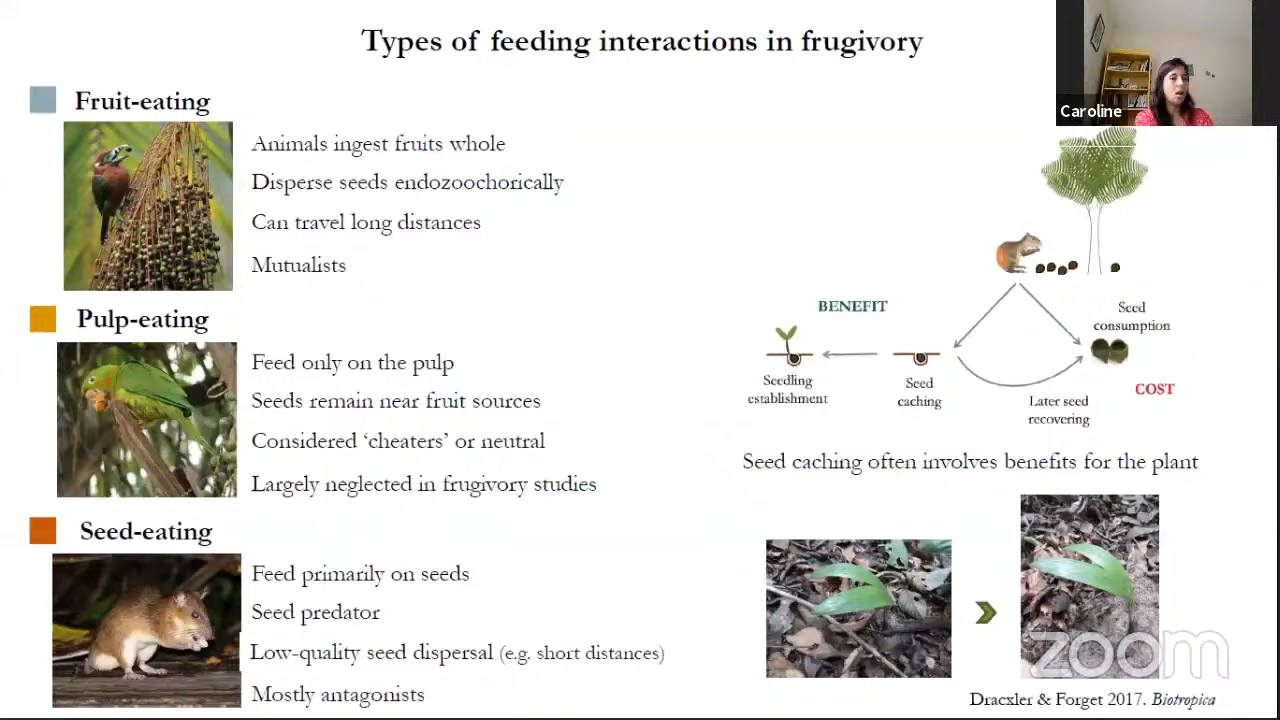 Types of feeding interactions in frugivory
Caroline
Fruit-eating
Animals ingest fruits whole
Disperse seeds endozoochorically
Can travel long distances
Mutualists
Pulp-eating
Feed only on the pulp
Seeds remain near fruit sources
Considered ‘cheaters’ or neutral
Largely neglected in frugivory studies
Seed-eating
Feed primarily on seeds
Seed predator
Low-quality seed dispersal (e.g. short distances)
Mostly antagonists
BENEFIT
Seed
consumption
COST
Seedling
establishment
Seed
caching
Later seed
recovering
Seed caching often involves benefits for the plant
zoom
Dracxler & Forget 2017. Biotropica